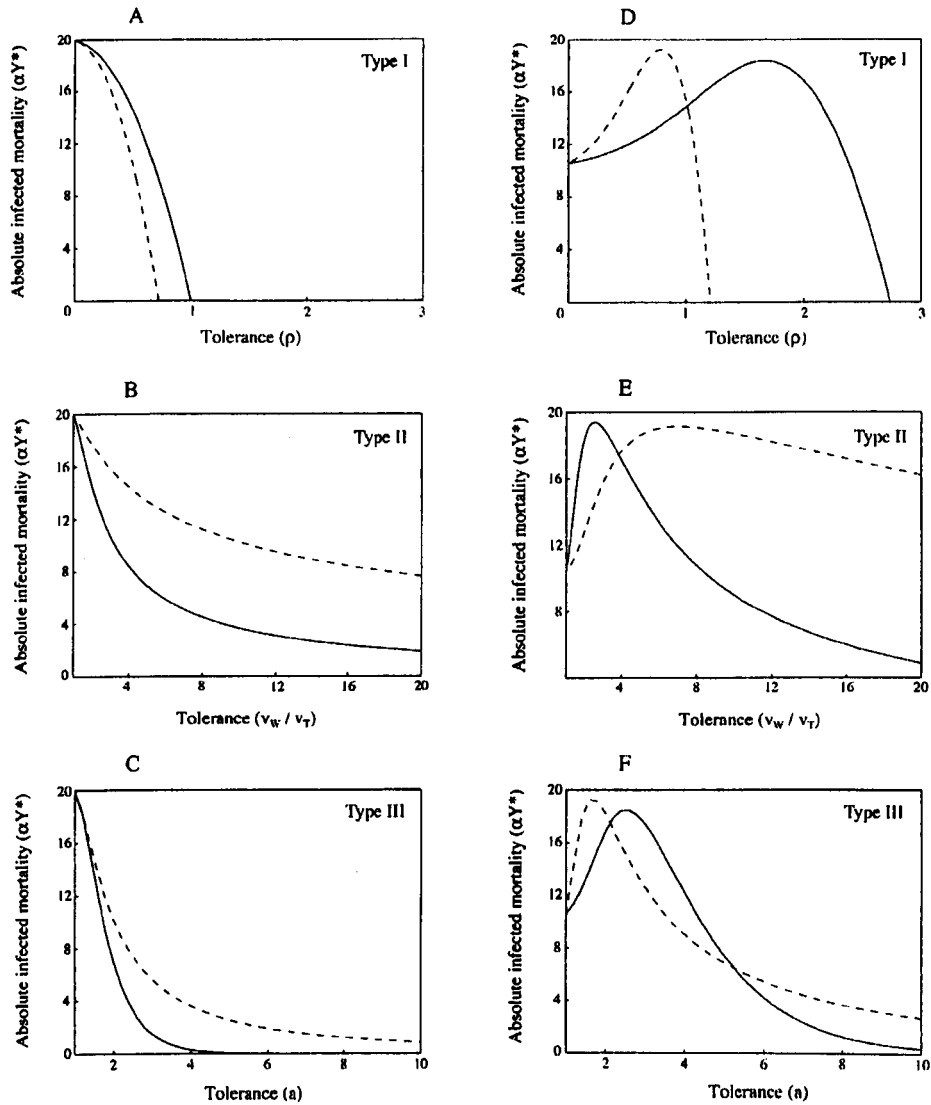 A
Absolute infected mortality (αY*)
20
16
12
8
4
0
Type I
0
1
2
3
Tolerance (ρ)
D
Absolute infected mortality (αY*)
20
16
12
8
4
0
Type I
0
1
2
3
Tolerance (ρ)
B
Absolute infected mortality (αY*)
20
16
12
8
4
0
Type II
4
8
12
16
20
Tolerance (νW / νT)
E
Absolute infected mortality (αY*)
20
16
12
8
Type II
4
8
12
16
20
Tolerance (νW / νT)
C
Absolute infected mortality (αY*)
20
16
12
8
4
0
Type III
2
4
6
8
10
Tolerance (a)
F
Absolute infected mortality (αY*)
20
16
12
8
4
0
Type III
2
4
6
8
10
Tolerance (a)